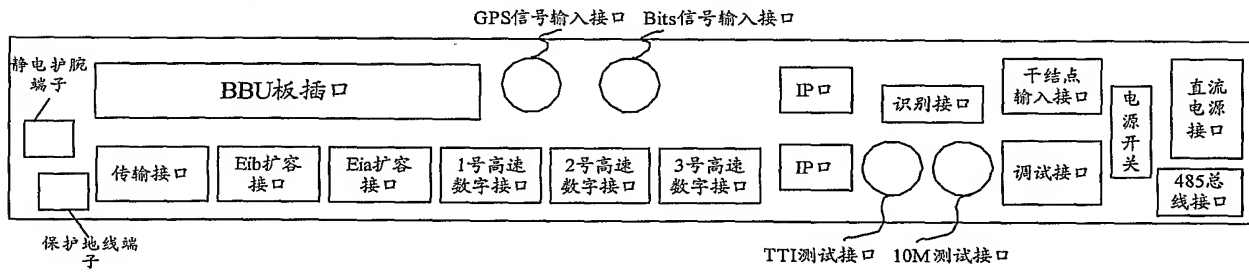 GPS信号输入接口 Bits信号输入接口
静电护腕
端子
BBU板插口
IP口
识别接口
干结点
输入接口
电
源
开
关
直流
电源
接口
传输接口
Eib扩容
接口
Eia扩容
接口
1号高速
数字接口
2号高速
数字接口
3号高速
数字接口
IP口
调试接口
485总
线接口
保护地线端
子
TTI测试接口 10M测试接口